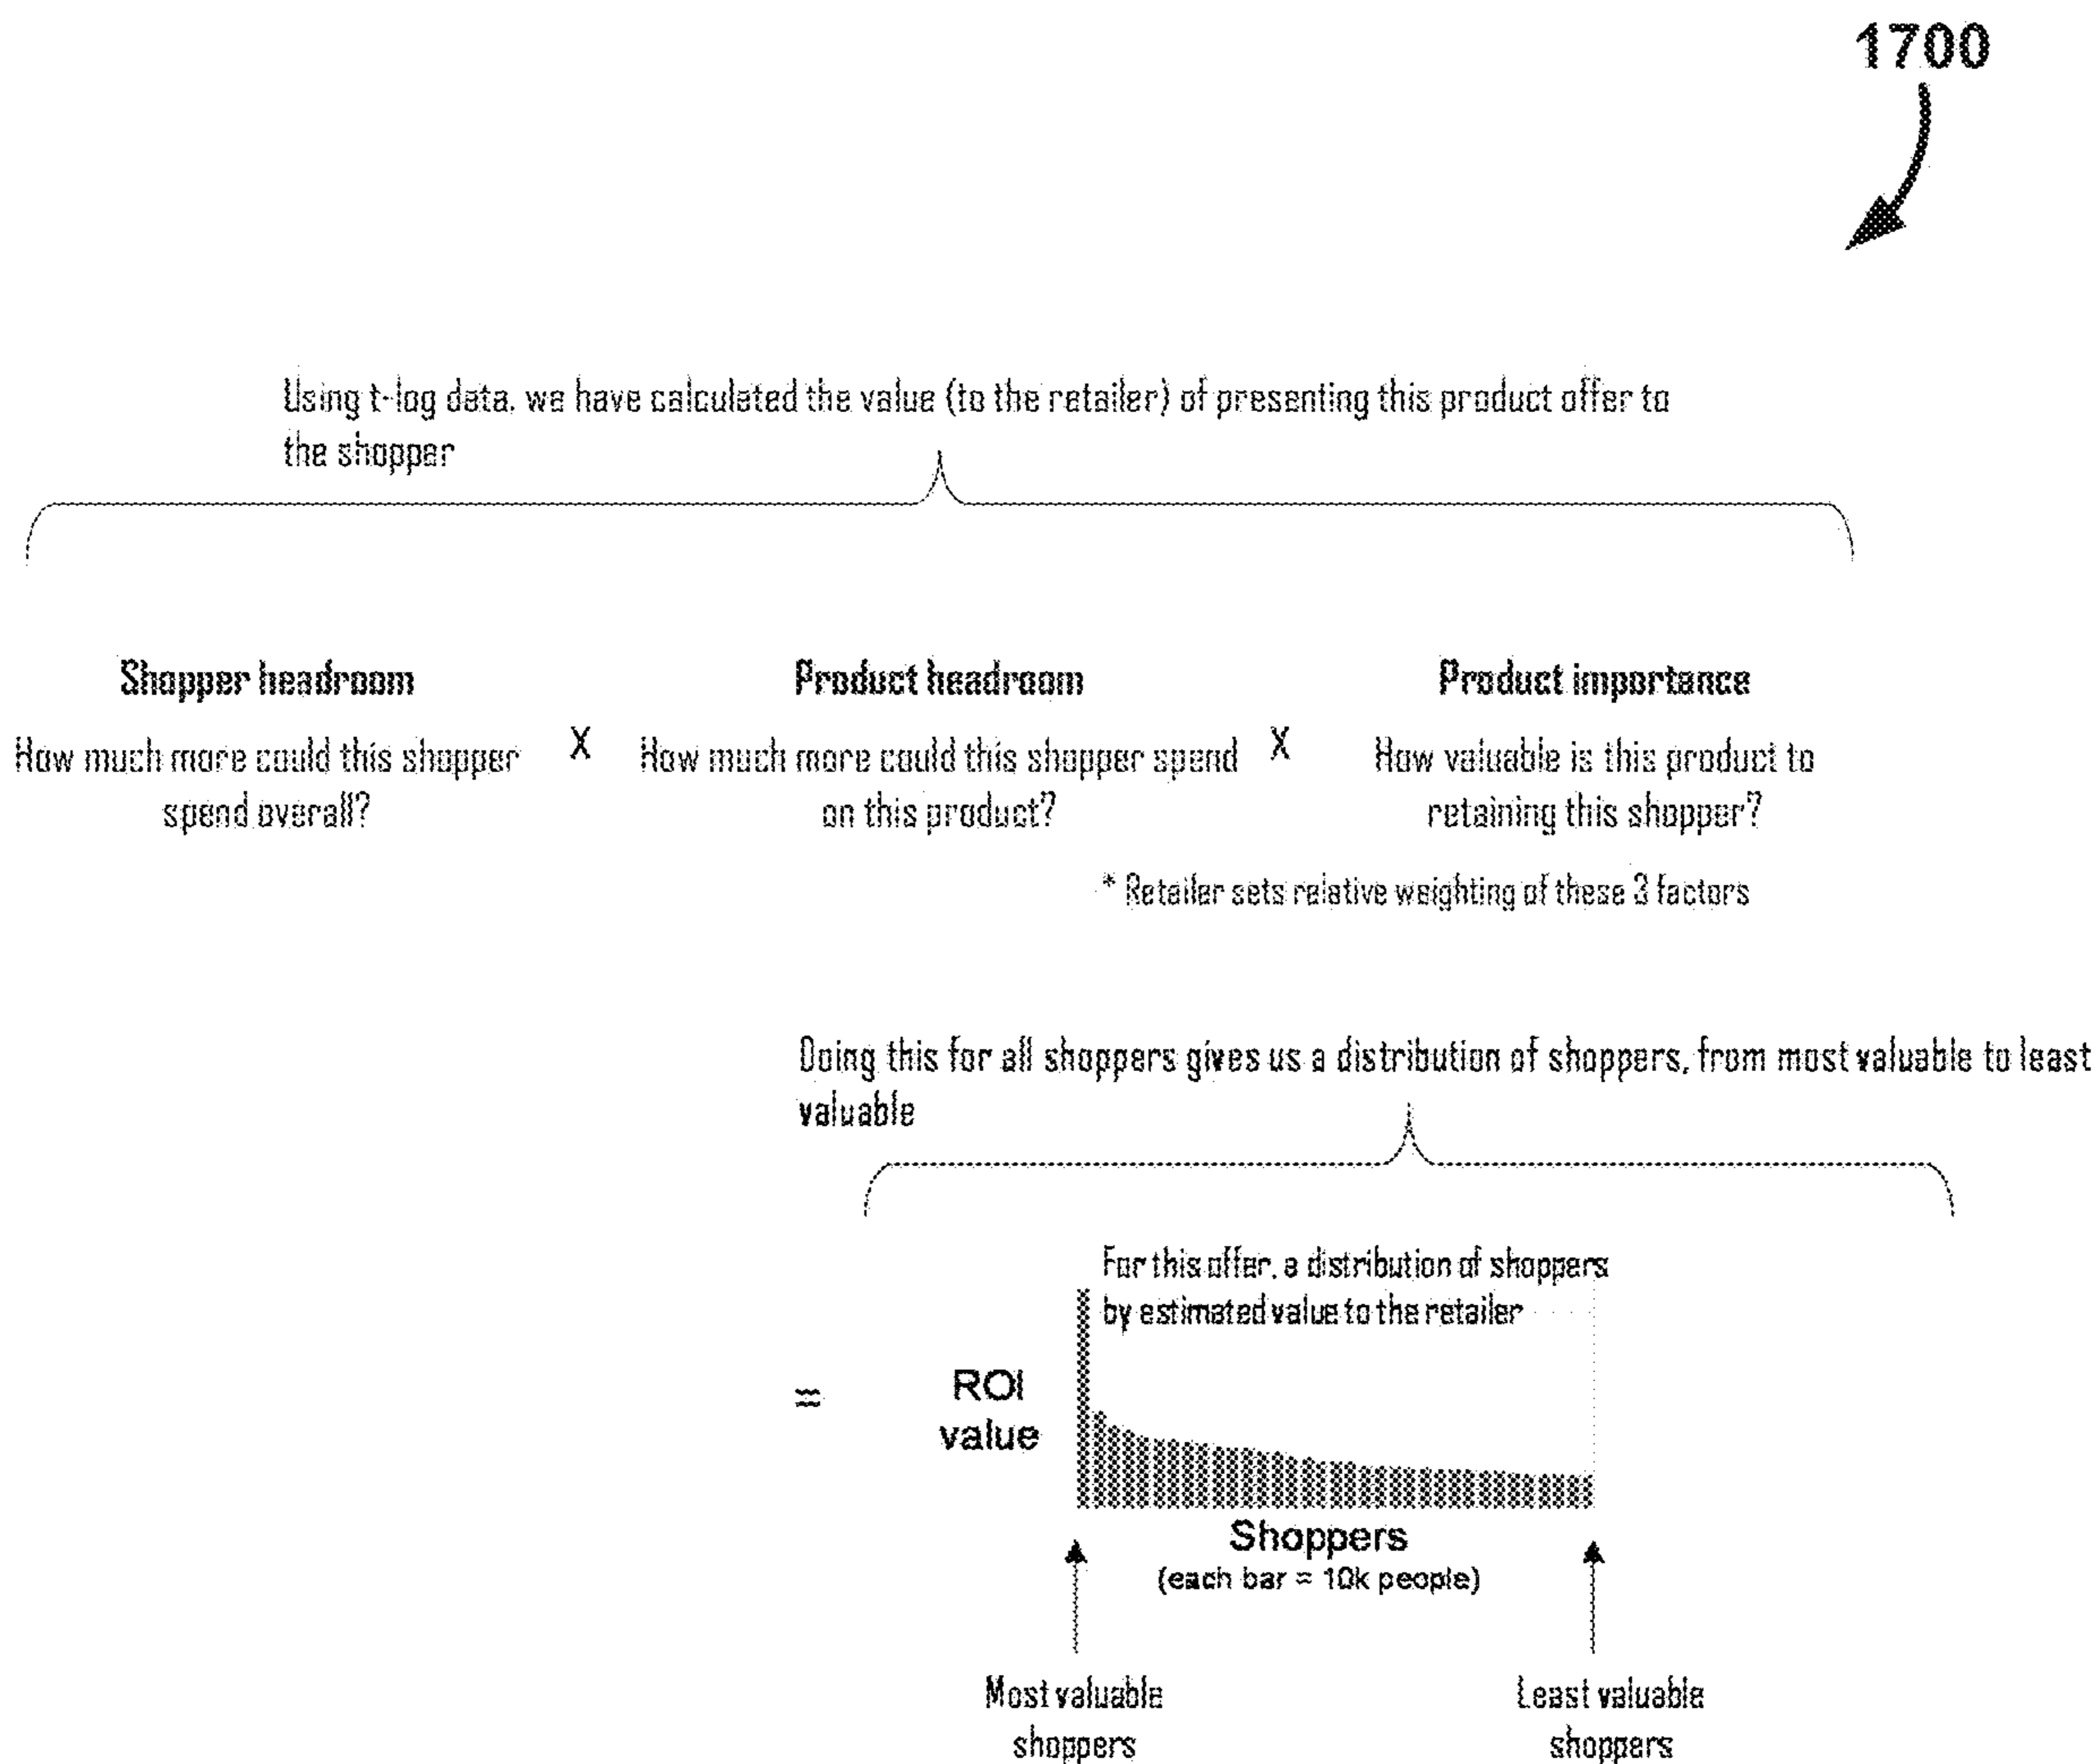 1700
Using t-log data, we have calculated the value (to the retailer) of presenting this product offer to
the shopper
Shopper headroom
How much more could this shopper
spend overall?
X
Product headroom
How much more could this shopper spend
on this product?
X
Product importance
How valuable is this product to
retaining this shopper?
* Retailer sets relative weighting of these 3 factors
Doing this for all shoppers gives us a distribution of shoppers, from most valuable to least
valuable
For this offer, a distribution of shoppers
by estimated value to the retailer
=
ROI
value
Shoppers
(each bar = 10k people)
Most valuable
shoppers
Least valuable
shoppers